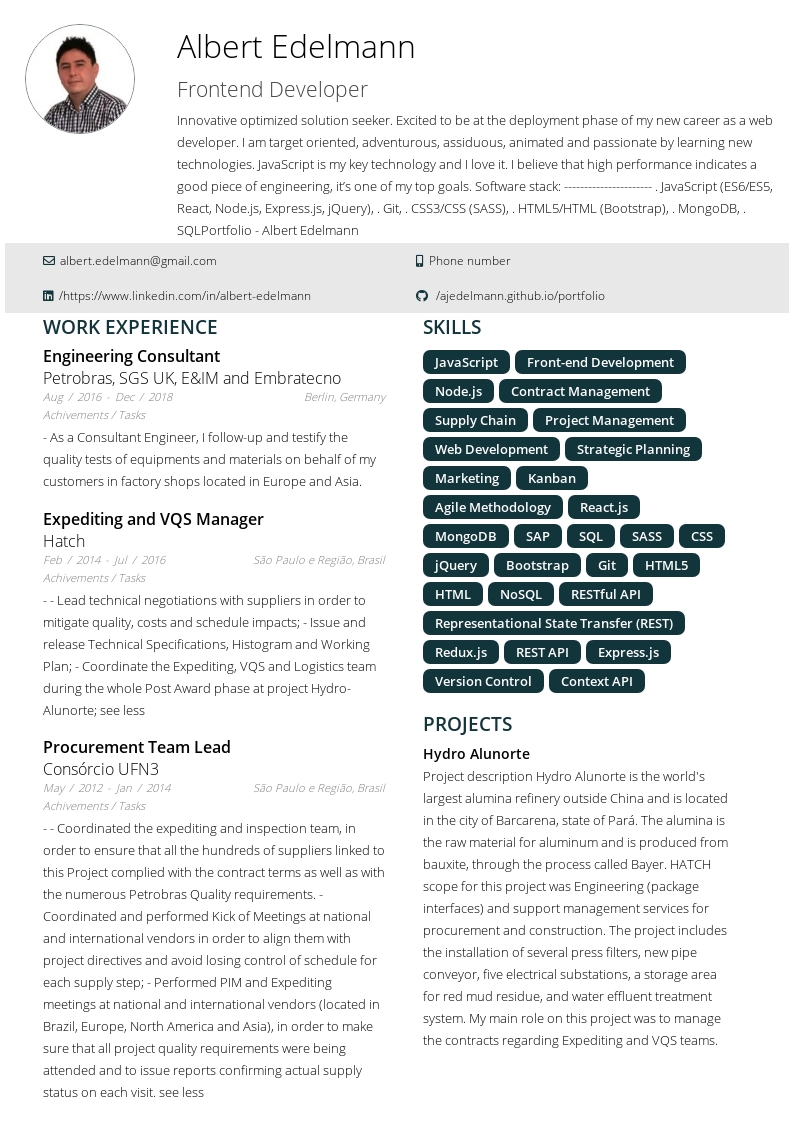 Albert Edelmann
Frontend Developer
Innovative optimized solution seeker. Excited to be at the deployment phase of my new career as a web
developer. I am target oriented, adventurous, assiduous, animated and passionate by learning new
technologies. JavaScript is my key technology and I love it. I believe that high performance indicates a
good piece of engineering, it's one of my top goals. Software stack: ---------------------- . JavaScript (ES6/ES5,
React, Node.js, Express.js, jQuery), . Git, . CSS3/CSS (SASS), . HTML5/HTML (Bootstrap), . MongoDB, .
SQLPortfolio - Albert Edelmann
albert.edelmann@gmail.com
Phone number
/https://www.linkedin.com/in/albert-edelmann
/ajedelmann.github.io/portfolio
WORK EXPERIENCE
Engineering Consultant
Petrobras, SGS UK, E&IM and Embratecno
Aug / 2016 - Dec / 2018 Berlin, Germany
Achivements / Tasks
- As a Consultant Engineer, I follow-up and testify the
quality tests of equipments and materials on behalf of my
customers in factory shops located in Europe and Asia.
Expediting and VQS Manager
Hatch
Feb / 2014 - Jul / 2016 São Paulo e Região, Brasil
Achivements / Tasks
- - Lead technical negotiations with suppliers in order to
mitigate quality, costs and schedule impacts; - Issue and
release Technical Specifications, Histogram and Working
Plan; - Coordinate the Expediting, VQS and Logistics team
during the whole Post Award phase at project Hydro-
Alunorte; see less
Procurement Team Lead
Consórcio UFN3
May / 2012 - Jan / 2014 São Paulo e Região, Brasil
Achivements / Tasks
- - Coordinated the expediting and inspection team, in
order to ensure that all the hundreds of suppliers linked to
this Project complied with the contract terms as well as with
the numerous Petrobras Quality requirements. -
Coordinated and performed Kick of Meetings at national
and international vendors in order to align them with
project directives and avoid losing control of schedule for
each supply step; - Performed PIM and Expediting
meetings at national and international vendors (located in
Brazil, Europe, North America and Asia), in order to make
sure that all project quality requirements were being
attended and to issue reports confirming actual supply
status on each visit. see less
SKILLS
JavaScript Front-end Development
Node.js Contract Management
Supply Chain Project Management
Web Development Strategic Planning
Marketing Kanban
Agile Methodology React.js
MongoDB SAP SQL SASS CSS
jQuery Bootstrap Git HTML5
HTML NoSQL RESTful API
Representational State Transfer (REST)
Redux.js REST API Express.js
Version Control Context API
PROJECTS
Hydro Alunorte
Project description Hydro Alunorte is the world's
largest alumina refinery outside China and is located
in the city of Barcarena, state of Pará. The alumina is
the raw material for aluminum and is produced from
bauxite, through the process called Bayer. HATCH
scope for this project was Engineering (package
interfaces) and support management services for
procurement and construction. The project includes
the installation of several press filters, new pipe
conveyor, five electrical substations, a storage area
for red mud residue, and water effluent treatment
system. My main role on this project was to manage
the contracts regarding Expediting and VQS teams.